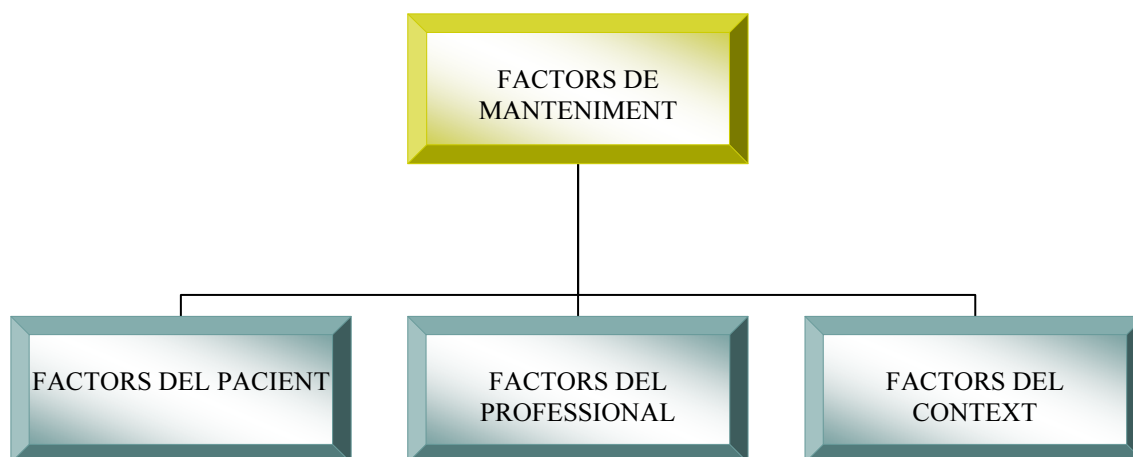 FACTORS DE
MANTENIMENT
FACTORS DEL PACIENT
FACTORS DEL
PROFESSIONAL
FACTORS DEL
CONTEXT